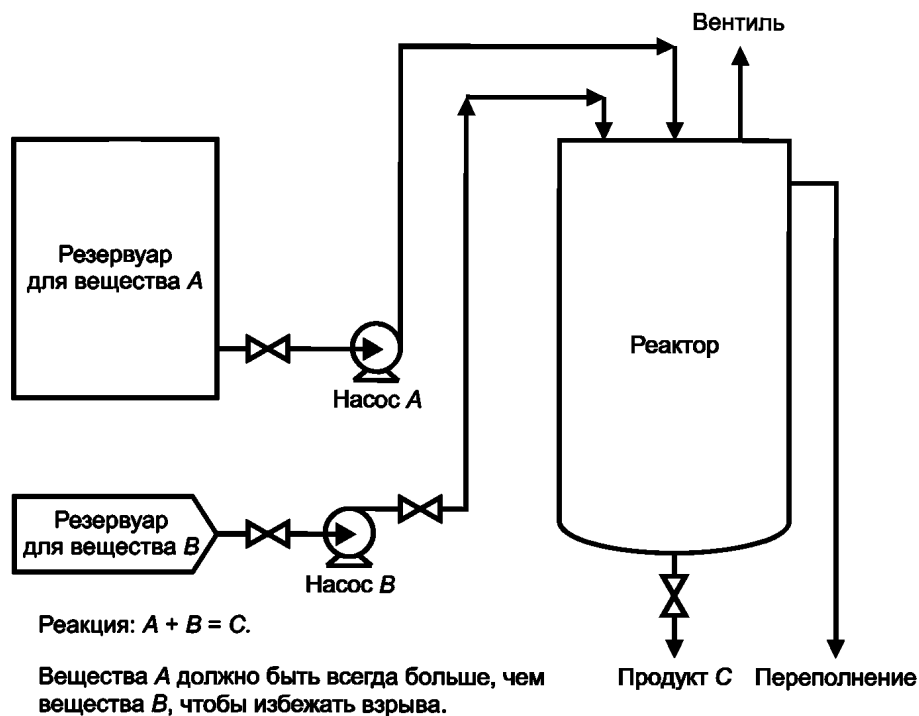 Вентиль
Резервуар
для вещества A
Реактор
Насос A
Резервуар
для вещества B
Насос B
Реакция: A + B = C.
Вещества A должно быть всегда больше, чем
вещества B, чтобы избежать взрыва.
Продукт C
Переполнение